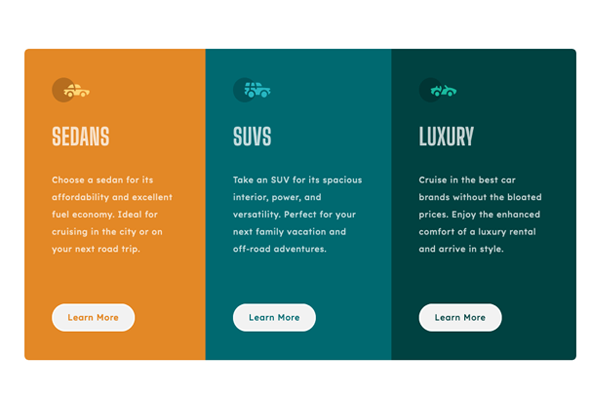 SEDANS
Choose a sedan for its
affordability and excellent
fuel economy. Ideal for
cruising in the city or on
your next road trip.
Learn More
SUVS
Take an SUV for its spacious
interior, power, and
versatility. Perfect for your
next family vacation and
off-road adventures.
Learn More
LUXURY
Cruise in the best car
brands without the bloated
prices. Enjoy the enhanced
comfort of a luxury rental
and arrive in style.
Learn More